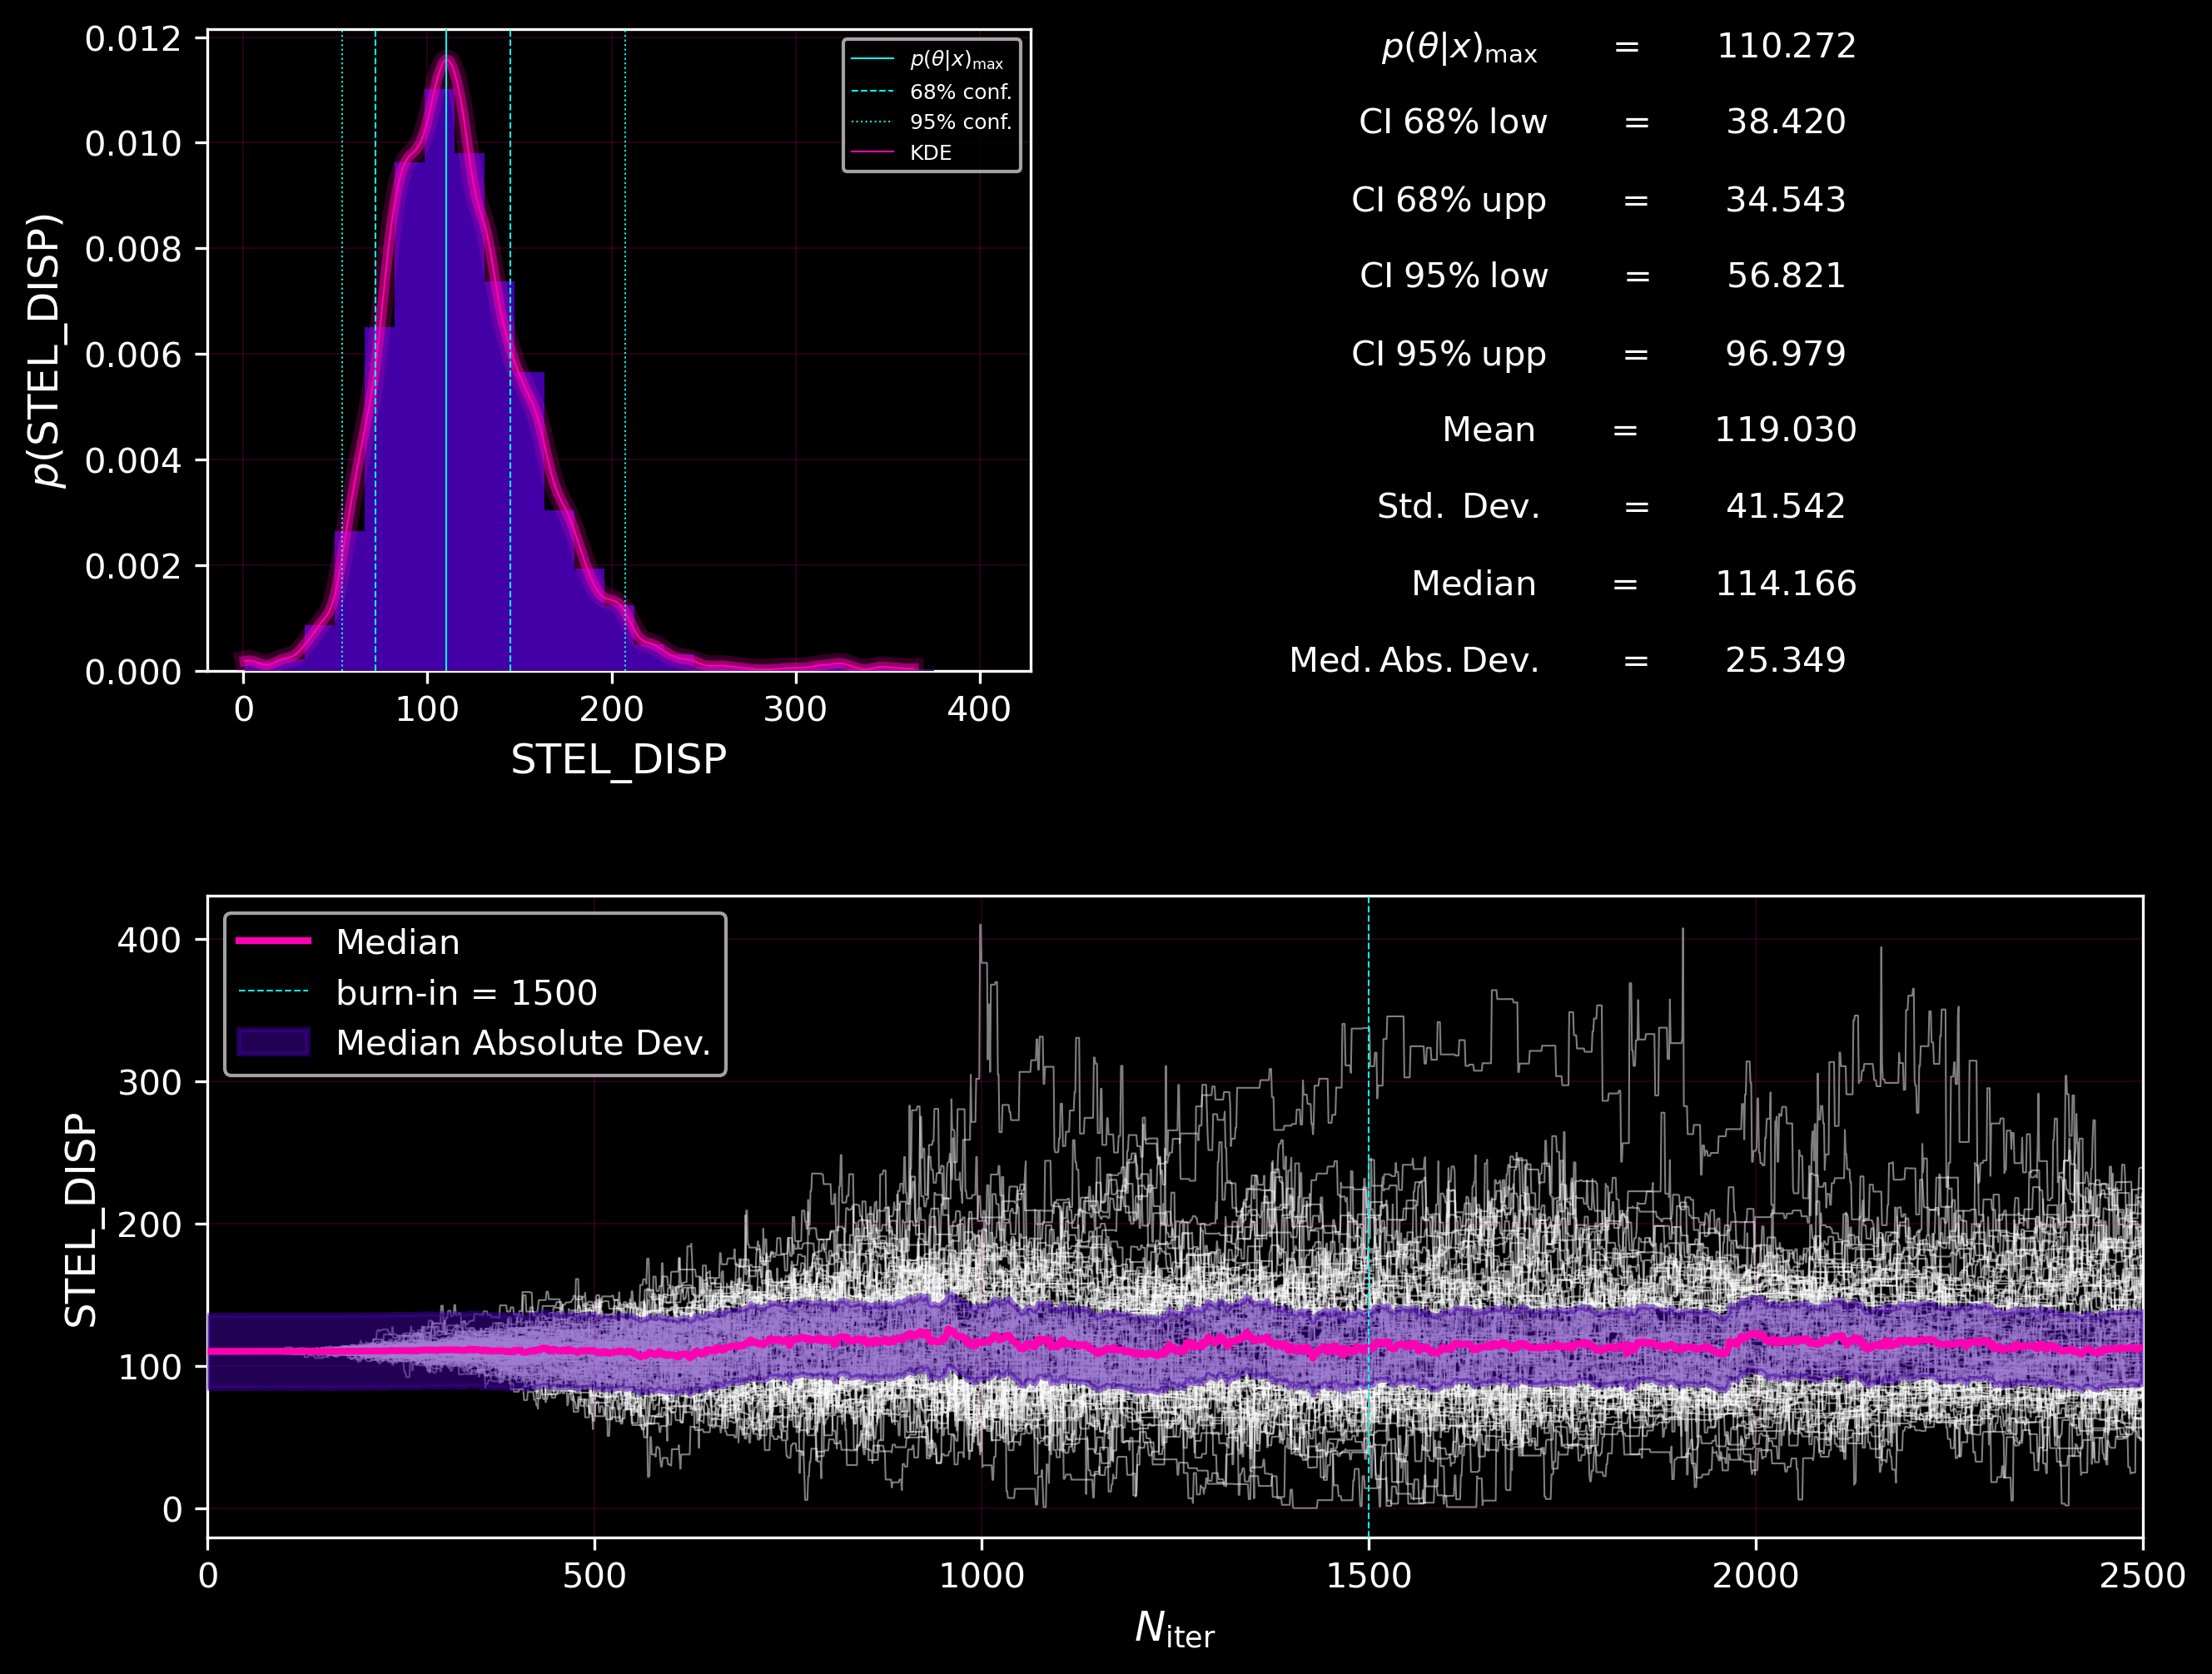 0.012
0.010
0.008
0.006
0.004
0.002
0.000
p(STEL_DISP)
0 100 200 300 400
STEL_DISP
p(θ|x)max
68% conf.
95% conf.
KDE
p(θ|x)max = 110.272
CI 68% low = 38.420
CI 68% upp = 34.543
CI 95% low = 56.821
CI 95% upp = 96.979
Mean = 119.030
Std. Dev. = 41.542
Median = 114.166
Med. Abs. Dev. = 25.349
400
300
200
100
0
STEL_DISP
Median
burn-in = 1500
Median Absolute Dev.
0 500 1000 1500 2000 2500
Niter